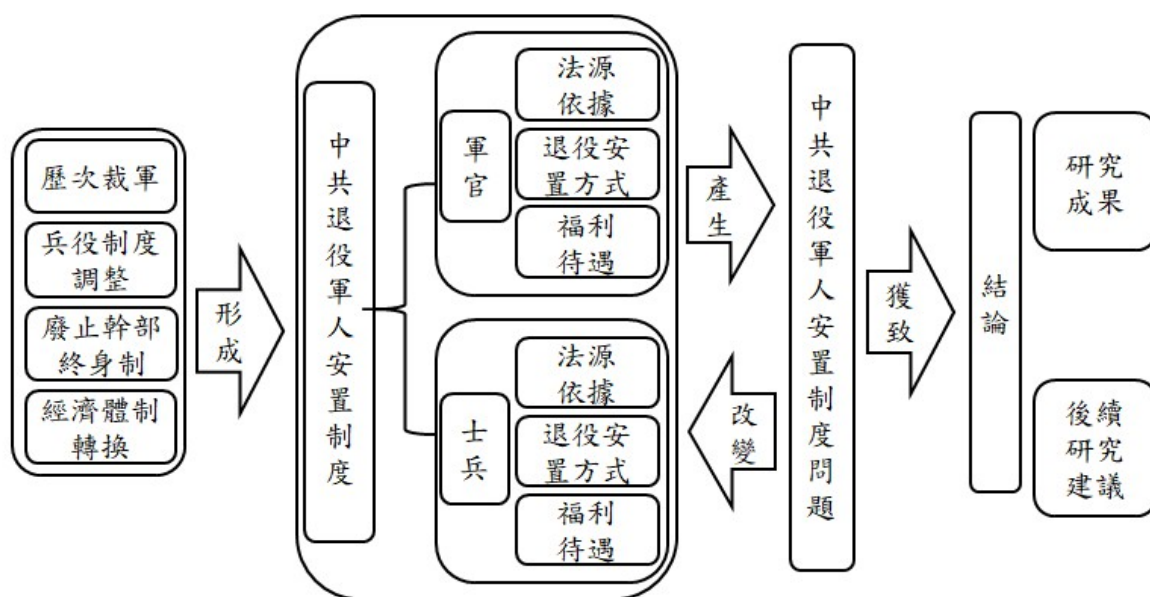 歷次裁軍
兵役制度
調整
廢止幹部
終身制
經濟體制
轉換
形成
中共退役軍人安置制度
軍官
法源
依據
退役安
置方式
福利
待遇
士兵
法源
依據
退役安
置方式
福利
待遇
產生
改變
中共退役軍人安置制度問題
獲致
結論
研究
成果
後續
研究
建議